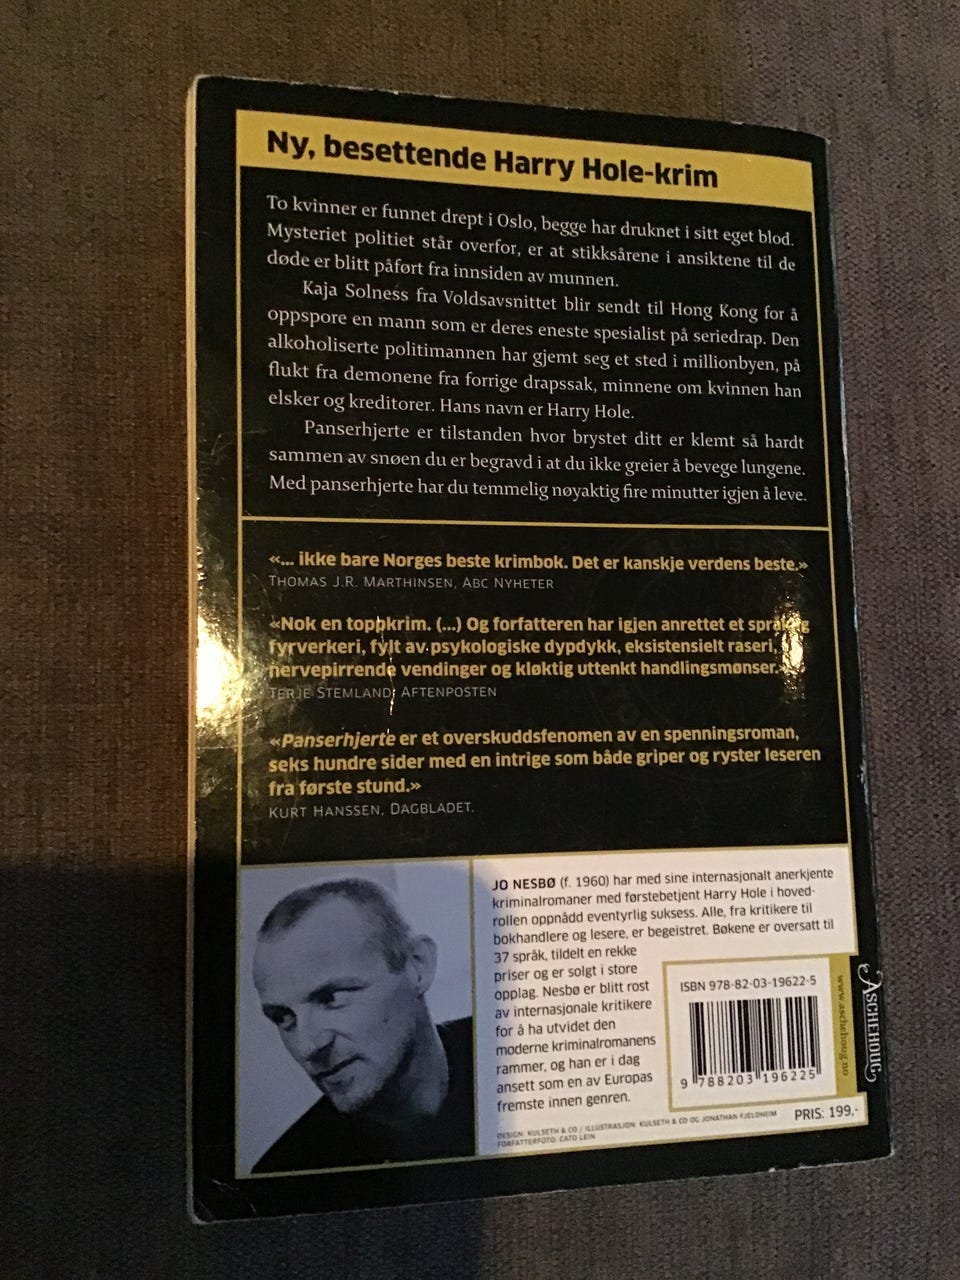 Ny, besettende Harry Hole-krim
To kvinner er funnet drept i Oslo, begge har druknet i sitt eget blod.
Mysteriet politiet står overfor, er at stikksårene i ansiktene til de
døde er blitt påført fra innsiden av munnen.
Kaja Solness fra Voldsavsnittet blir sendt til Hong Kong for å
oppspore en mann som er deres eneste spesialist på seriedrap. Den
alkoholiserte politimannen har gjemt seg et sted i millionbyen, på
flukt fra demonene fra forrige drapssak, minnene om kvinnen han
elsker og kreditorer. Hans navn er Harry Hole.
Panserhjerte er tilstanden hvor brystet ditt er klemt så hardt
sammen av snøen du er begravd i at du ikke greier å bevege lungene.
Med panserhjerte har du temmelig nøyaktig fire minutter igjen å leve.
«... ikke bare Norges beste krimbok. Det er kanskje verdens beste.»
THOMAS J.R. MARTHINSEN, ABC NYHETER
«Nok en toppkrim. (...) Og forfatteren har igjen anrettet et
fyrverkeri, fylt av psykologiske dypdykk, eksistensielt raseri,
nervepirrende vendinger og kløktig uttenkt handlingsmønser.»
TERJE STEMLAND, AFTENPOSTEN
«Panserhjerte er et overskuddsfenomen av en spenningsroman,
seks hundre sider med en intrige som både griper og ryster leseren
fra første stund.»
KURT HANSSEN, DAGBLADET.
JO NESBØ (f. 1960) har med sine internasjonalt anerkjente
kriminalromaner med førstebetjent Harry Hole i hoved-
rollen oppnådd eventyrlig suksess. Alle, fra kritikere til
bokhandlere og lesere, er begeistret. Bøkene er oversatt til
37 språk, tildelt en rekke
priser og er solgt i store
opplag. Nesbø er blitt rost
av internasjonale kritikere
for å ha utvidet den
moderne kriminalromanens
rammer, og han er i dag
ansett som en av Europas
fremste innen genren.
DESIGN: KULSETH & CO / ILLUSTRASJON: KULSETH & CO OG JONATHAN FJELDHEIM
FORFATTERFOTO: CATO LEIN
ISBN 978-82-03-19622-5
9 788203 196225
PRIS: 199,-
www.aschehoug.no
ASCHEHOUG